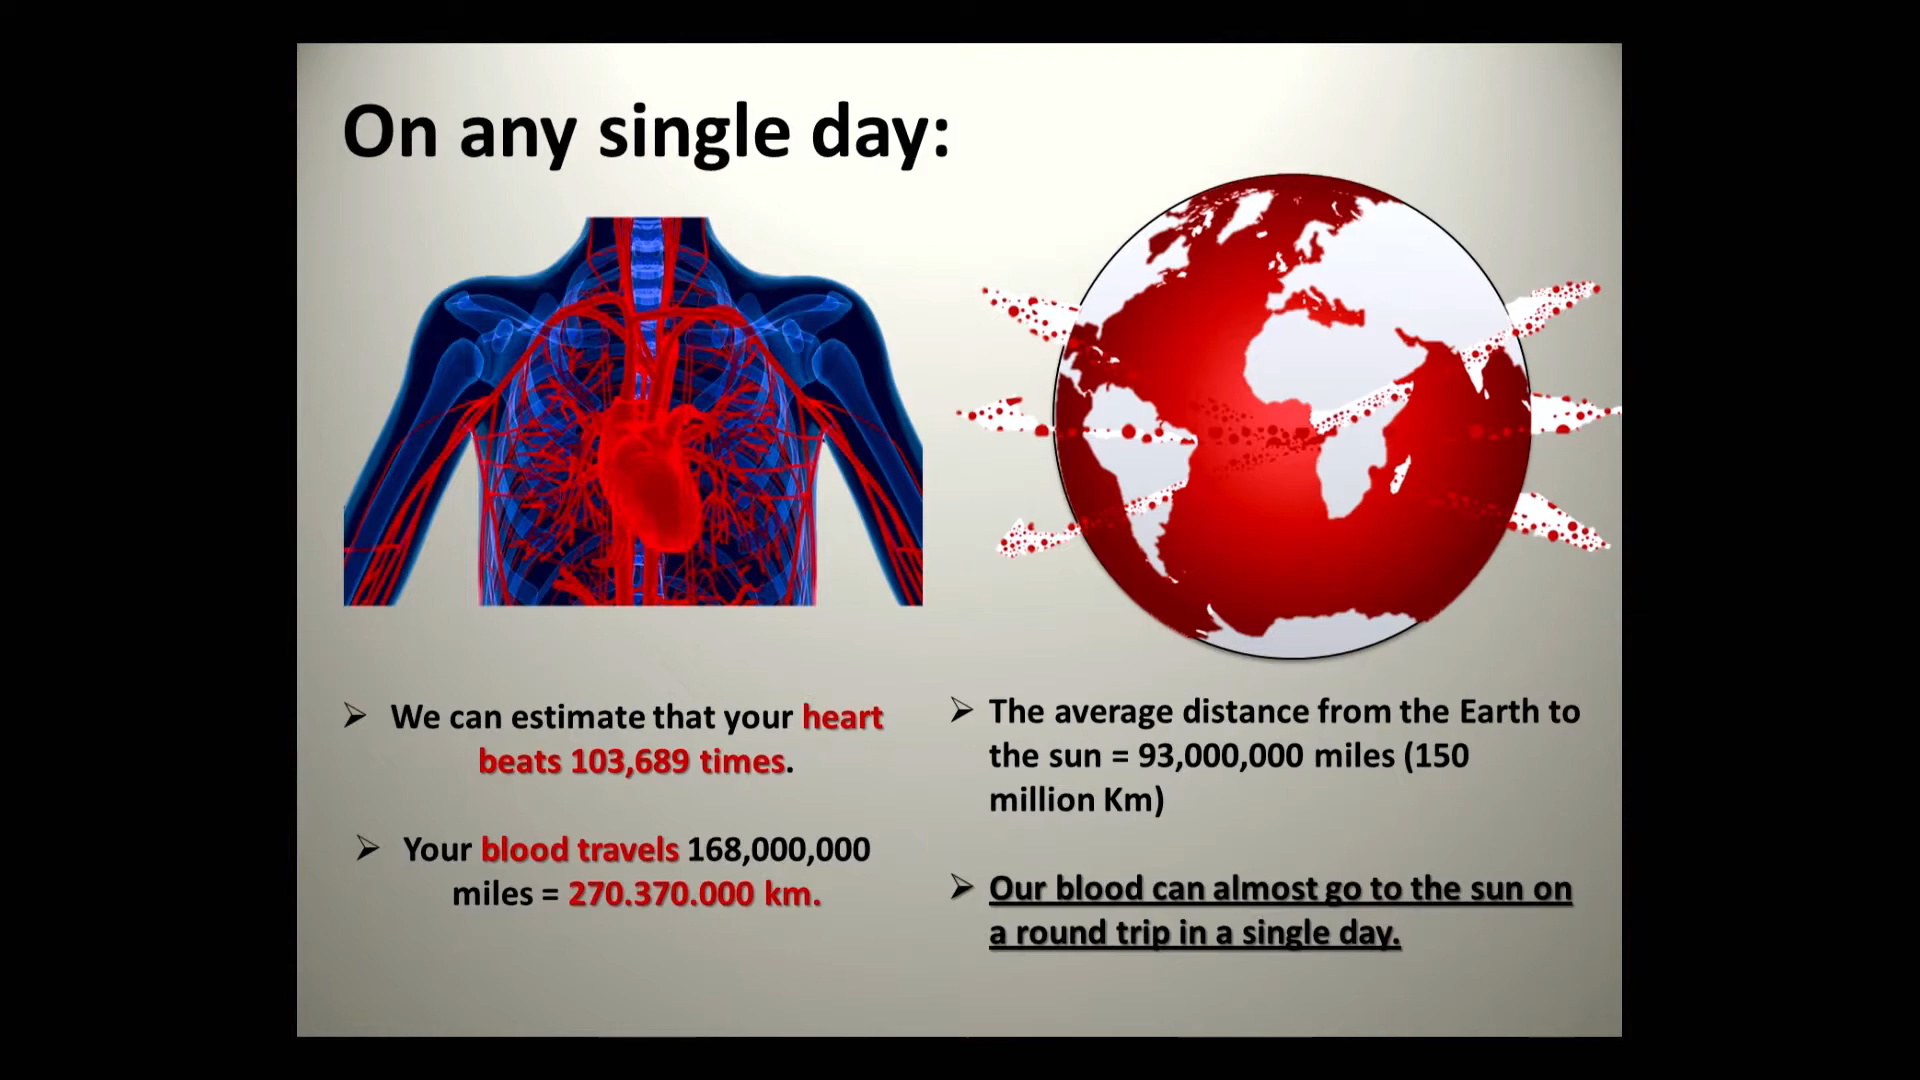 On any single day:
➢ We can estimate that your heart
beats 103,689 times.
➢ Your blood travels 168,000,000
miles = 270.370.000 km.
➢ The average distance from the Earth to
the sun = 93,000,000 miles (150
million Km)
➢ Our blood can almost go to the sun on
a round trip in a single day.